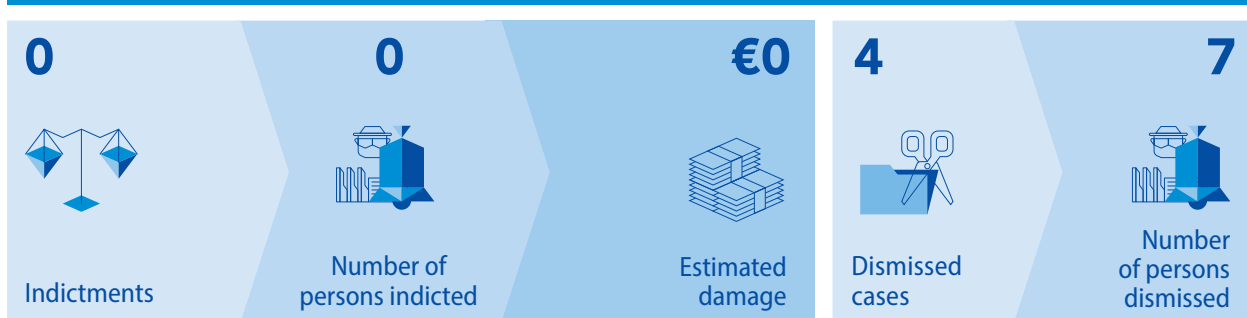 0
Indictments
0
Number of
persons indicted
€0
Estimated
damage
4
Dismissed
cases
7
Number
of persons
dismissed